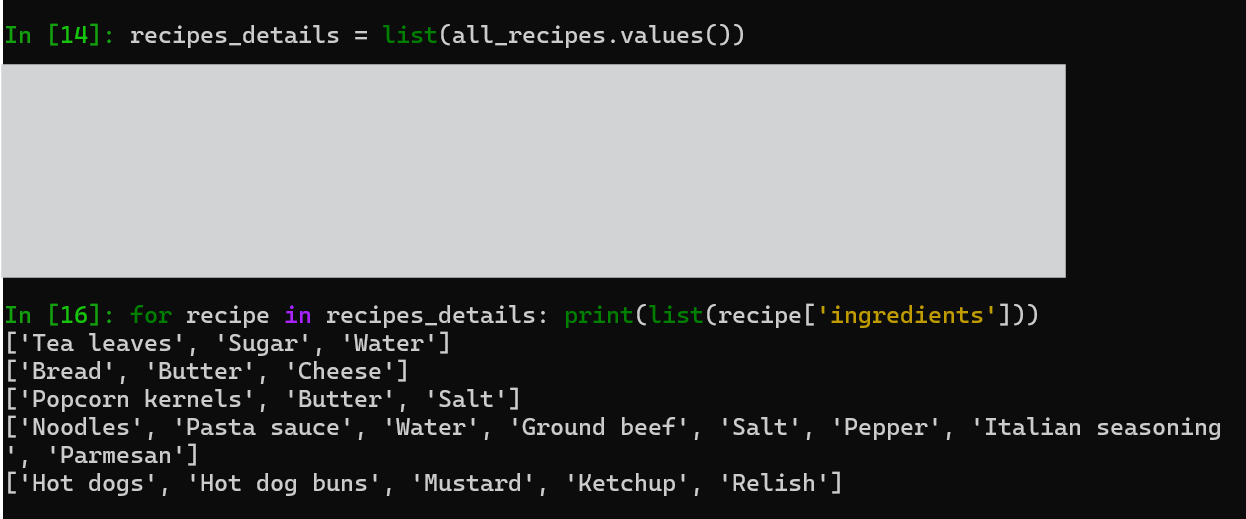 In [14]: recipes_details = list(all_recipes.values())
In [16]: for recipe in recipes_details: print(list(recipe['ingredients']))
['Tea leaves', 'Sugar', 'Water']
['Bread', 'Butter', 'Cheese']
['Popcorn kernels', 'Butter', 'Salt']
['Noodles', 'Pasta sauce', 'Water', 'Ground beef', 'Salt', 'Pepper', 'Italian seasoning
', 'Parmesan']
['Hot dogs', 'Hot dog buns', 'Mustard', 'Ketchup', 'Relish']